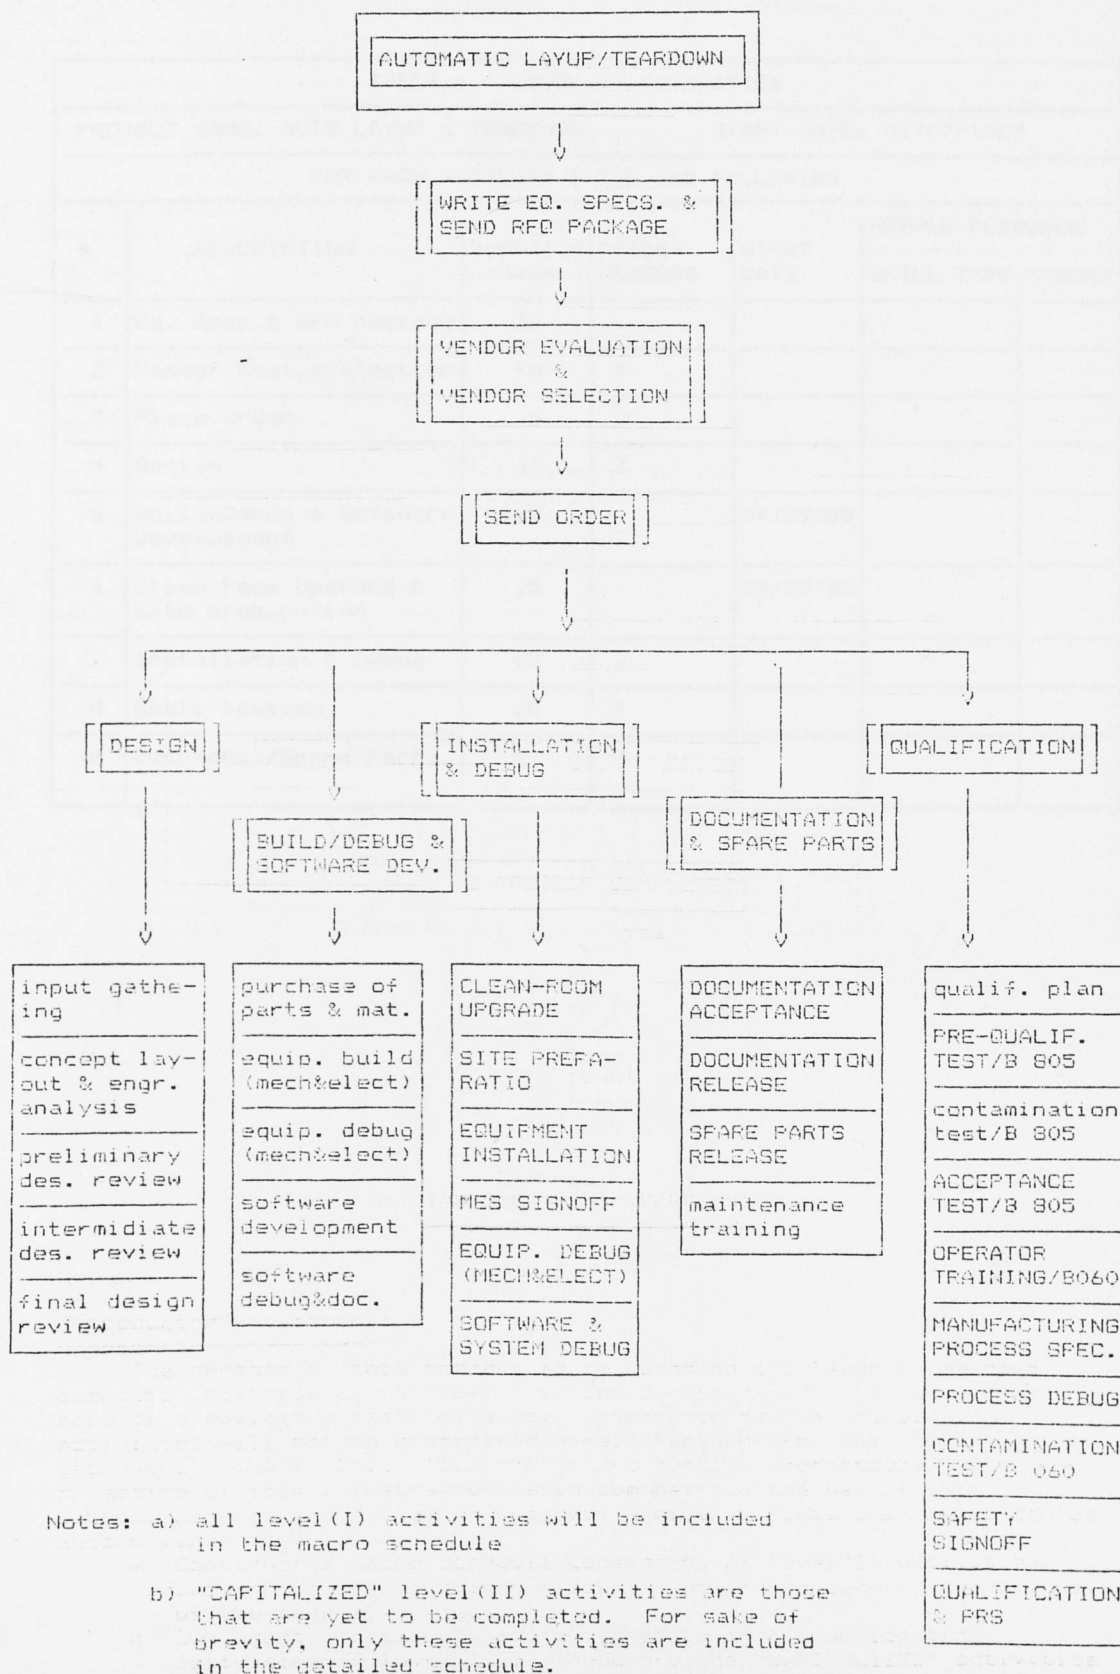 AUTOMATIC LAYUP/TEARDOWN
WRITE EQ. SPECS. &
SEND RFQ PACKAGE
VENDOR EVALUATION
&
VENDOR SELECTION
SEND ORDER
DESIGN
INSTALLATION
& DEBUG
QUALIFICATION
BUILD/DEBUG &
SOFTWARE DEV.
DOCUMENTATION
& SPARE PARTS
input gathe-
ing
concept lay-
out & engr.
analysis
preliminary
des. review
intermidiate
des. review
final design
review
purchase of
parts & mat.
equip. build
(mech&elect)
equip. debug
(mech&elect)
software
development
software
debug&doc.
CLEAN-ROOM
UPGRADE
SITE PREPA-
RATIO
EQUIPMENT
INSTALLATION
MES SIGNOFF
EQUIP. DEBUG
(MECH&ELECT)
SOFTWARE &
SYSTEM DEBUG
DOCUMENTATION
ACCEPTANCE
DOCUMENTATION
RELEASE
SPARE PARTS
RELEASE
maintenance
training
qualif. plan
PRE-QUALIF.
TEST/B 805
contamination
test/B 805
ACCEPTANCE
TEST/B 805
OPERATOR
TRAINING/B060
MANUFACTURING
PROCESS SPEC.
PROCESS DEBUG
CONTAMINATION
TEST/B 060
SAFETY
SIGNOFF
QUALIFICATION
& PRS
Notes: a) all level(I) activities will be included
in the macro schedule
b) "CAPITALIZED" level(II) activities are those
that are yet to be completed. For sake of
brevity, only these activities are included
in the detailed schedule.